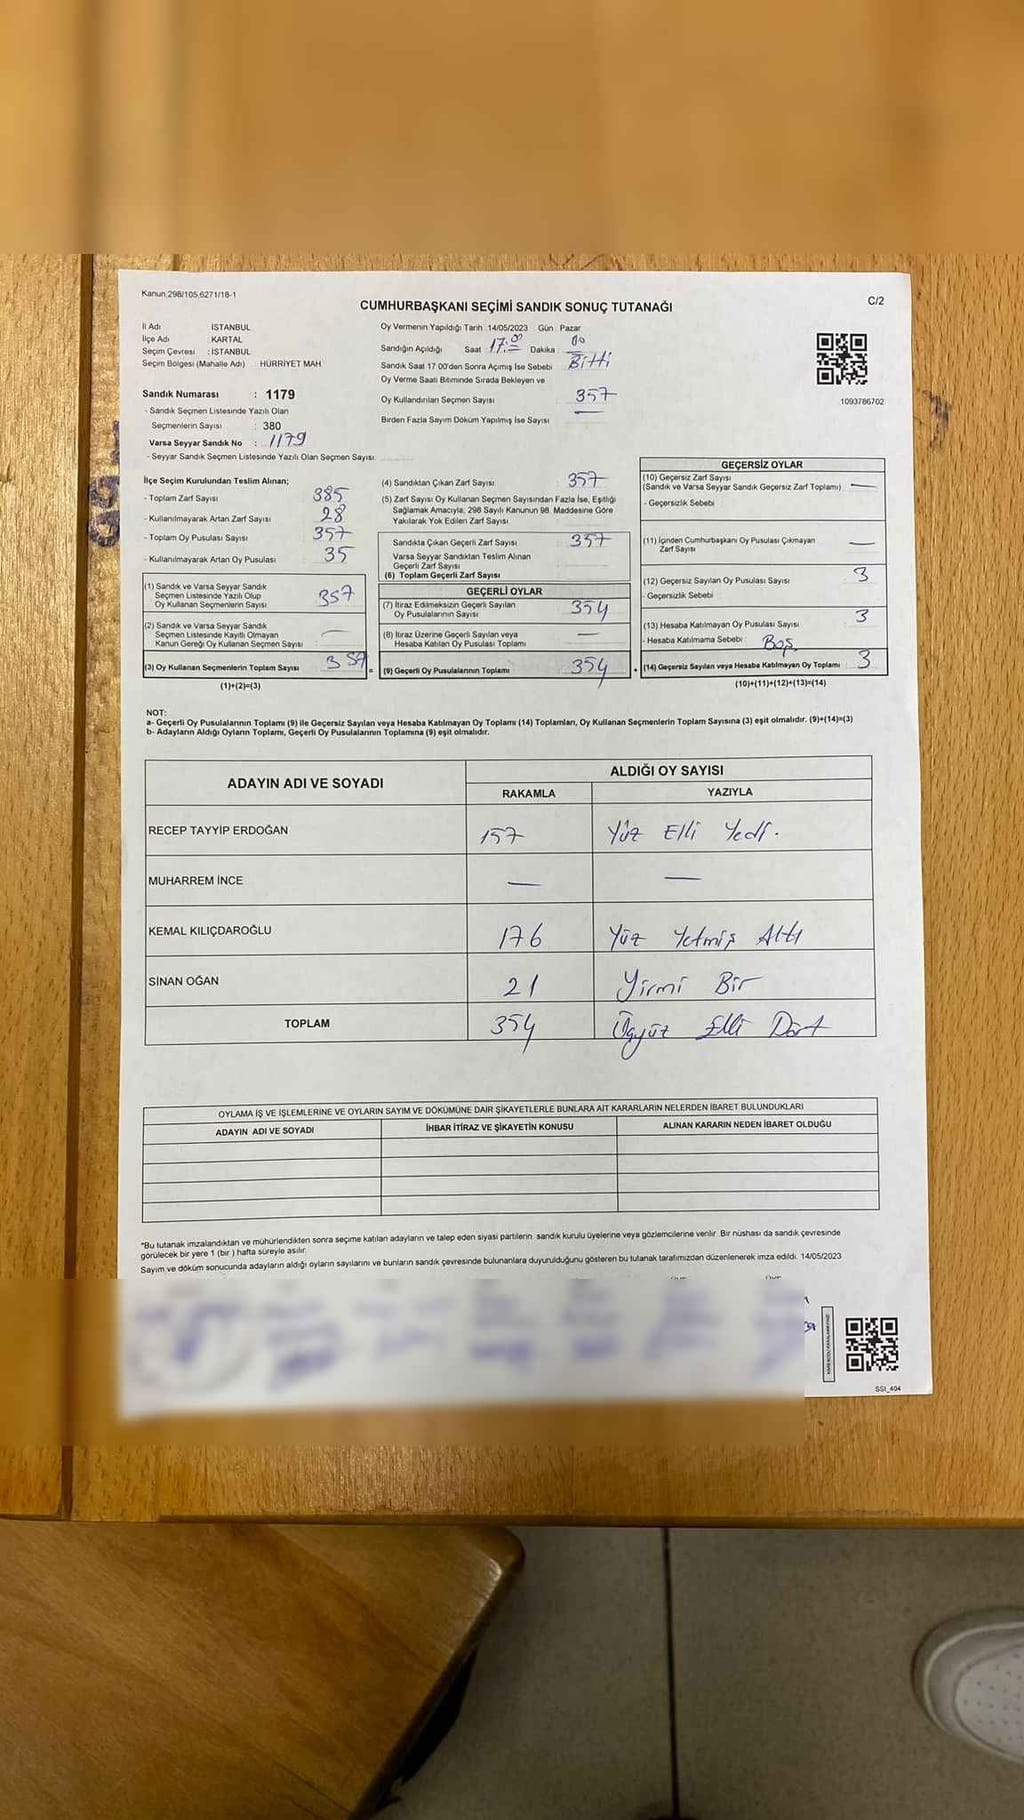 Kanun 298/105,6271/18-1
CUMHURBAŞKANI SEÇİMİ SANDIK SONUÇ TUTANAĞI
C/2
İl Adı İSTANBUL
İlçe Adı : KARTAL
Seçim Çevresi : İSTANBUL
Seçim Bölgesi (Mahalle Adı) HÜRRİYET MAH.
Sandık Numarası : 1179
- Sandık Seçmen Listesinde Yazılı Olan
Seçmenlerin Sayısı : 380
Varsa Seyyar Sandık No : 1179
- Seyyar Sandık Seçmen Listesinde Yazılı Olan Seçmen Sayısı:
Oy Vermenin Yapıldığı Tarih :14/05/2023 Gün : Pazar
Sandığın Açıldığı Saat 17:00 Dakika 00
Sandık Saat 17.00'den Sonra Açılmış İse Sebebi Bitti
Oy Verme Saati Bitiminde Sırada Bekleyen ve
Oy Kullandırılan Seçmen Sayısı 357
Birden Fazla Sayım Döküm Yapılmış İse Sayısı —
1093786702
İlçe Seçim Kurulundan Teslim Alınan;
- Toplam Zarf Sayısı 385
- Kullanılmayarak Artan Zarf Sayısı 28
- Toplam Oy Pusulası Sayısı 357
- Kullanılmayarak Artan Oy Pusulası 35
(1) Sandık ve Varsa Seyyar Sandık
Seçmen Listesinde Yazılı Olup
Oy Kullanan Seçmenlerin Sayısı 357
(2) Sandık ve Varsa Seyyar Sandık
Seçmen Listesinde Kayıtlı Olmayan
Kanun Gereği Oy Kullanan Seçmen Sayısı —
(3) Oy Kullanan Seçmenlerin Toplam Sayısı 357
(1)+(2)=(3)
(4) Sandıktan Çıkan Zarf Sayısı 357
(5) Zarf Sayısı Oy Kullanan Seçmen Sayısından Fazla İse, Eşitliği
Sağlamak Amacıyla, 298 Sayılı Kanunun 98. Maddesine Göre
Yakılarak Yok Edilen Zarf Sayısı
Sandıkta Çıkan Geçerli Zarf Sayısı 357
Varsa Seyyar Sandıktan Teslim Alınan
Geçerli Zarf Sayısı
(6) Toplam Geçerli Zarf Sayısı
GEÇERLİ OYLAR
(7) İtiraz Edilmeksizin Geçerli Sayılan
Oy Pusulalarının Sayısı 354
(8) İtiraz Üzerine Geçerli Sayılan veya
Hesaba Katılan Oy Pusulası Toplamı —
= (9) Geçerli Oy Pusulalarının Toplamı 354
GEÇERSİZ OYLAR
(10) Geçersiz Zarf Sayısı
(Sandık ve Varsa Seyyar Sandık Geçersiz Zarf Toplamı) —
- Geçersizlik Sebebi
(11) İçinden Cumhurbaşkanı Oy Pusulası Çıkmayan
Zarf Sayısı —
(12) Geçersiz Sayılan Oy Pusulası Sayısı 3
- Geçersizlik Sebebi
(13) Hesaba Katılmayan Oy Pusulası Sayısı 3
- Hesaba Katılmama Sebebi : Boş.
+ (14) Geçersiz Sayılan veya Hesaba Katılmayan Oy Toplamı 3
(10)+(11)+(12)+(13)=(14)
NOT:
a- Geçerli Oy Pusulalarının Toplamı (9) ile Geçersiz Sayılan veya Hesaba Katılmayan Oy Toplamı (14) Toplamları, Oy Kullanan Seçmenlerin Toplam Sayısına (3) eşit olmalıdır. (9)+(14)=(3)
b- Adayların Aldığı Oyların Toplamı, Geçerli Oy Pusulalarının Toplamına (9) eşit olmalıdır.
ADAYIN ADI VE SOYADI ALDIĞI OY SAYISI
RAKAMLA YAZIYLA
RECEP TAYYİP ERDOĞAN 157 Yüz Elli Yedi.
MUHARREM İNCE — —
KEMAL KILIÇDAROĞLU 176 Yüz Yetmiş Altı
SİNAN OĞAN 21 Yirmi Bir
TOPLAM 354 Üçyüz Elli Dört
OYLAMA İŞ VE İŞLEMLERİNE VE OYLARIN SAYIM VE DÖKÜMÜNE DAİR ŞİKAYETLERLE BUNLARA AİT KARARLARIN NELERDEN İBARET BULUNDUKLARI
ADAYIN ADI VE SOYADI İHBAR İTİRAZ VE ŞİKAYETİN KONUSU ALINAN KARARIN NEDEN İBARET OLDUĞU
*Bu tutanak imzalandıktan ve mühürlendikten sonra seçime katılan adayların ve talep eden siyasi partilerin sandık kurulu üyelerine veya gözlemcilerine verilir. Bir nüshası da sandık çevresinde
görülecek bir yere 1 (bir ) hafta süreyle asılır.
Sayım ve döküm sonucunda adayların aldığı oyların sayılarını ve bunların sandık çevresinde bulunanlara duyurulduğunu gösteren bu tutanak tarafımızdan düzenlenerek imza edildi. 14/05/2023
SSI_404